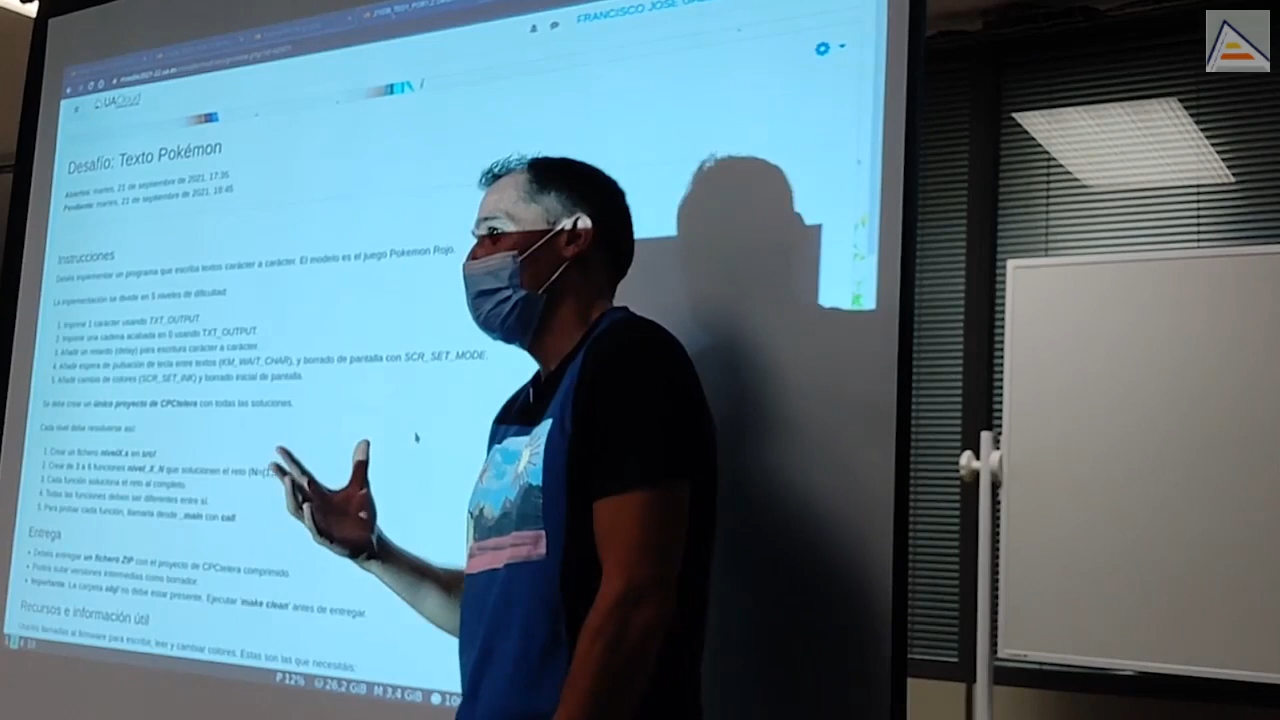 FRANCISCO JOSE
UACloud
Desafío: Texto Pokémon
Abiertos: martes, 21 de septiembre de 2021, 17:35
Pendiente: martes, 21 de septiembre de 2021, 18:45
Instrucciones
Debéis implementar un programa que escriba textos carácter a carácter. El modelo es el juego Pokemon Rojo.
La implementación se divide en 5 niveles de dificultad:
1. Imprimir 1 carácter usando TXT_OUTPUT.
2. Imprimir una cadena acabada en 0 usando TXT_OUTPUT.
3. Añadir un retardo (delay) para escritura carácter a carácter.
4. Añadir espera de pulsación de tecla entre textos (KM_WAIT_CHAR), y borrado de pantalla con SCR_SET_MODE.
5. Añadir cambio de colores (SCR_SET_INK) y borrado inicial de pantalla.
Se debe crear un único proyecto de CPCtelera con todas las soluciones.
Cada nivel debe resolverse así:
1. Crear un fichero nivelX.s en src/
2. Crear de 3 a 5 funciones nivel_X_N que solucionen el reto
3. Cada función soluciona el reto al completo.
4. Todas las funciones deben ser diferentes entre sí.
5. Para probar cada función, llamarla desde _main con call.
Entrega
• Debéis entregar un fichero ZIP con el proyecto de CPCtelera comprimido.
• Podéis subir versiones intermedias como borrador.
• Importante: La carpeta obj/ no debe estar presente. Ejecutar 'make clean' antes de entregar.
Recursos e información útil
llamadas al firmware para escribir, leer y cambiar colores. Estas son las que necesitáis:
P 12% 26.2 GiB M 3.4 GiB